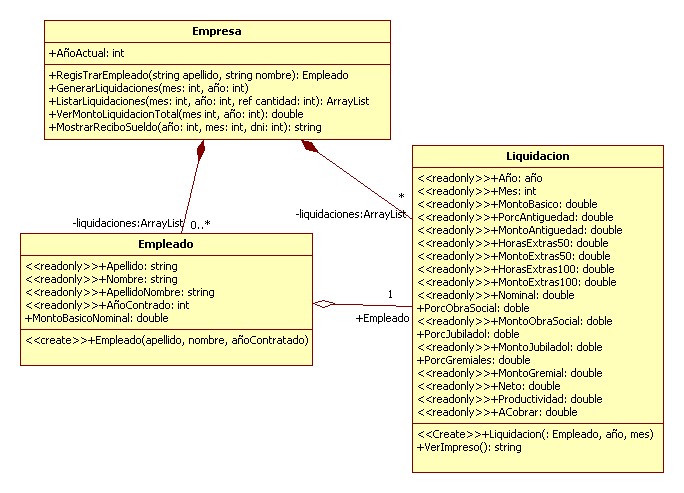 Empresa
+AñoActual: int
+RegisTrarEmpleado(string apellido, string nombre): Empleado
+GenerarLiquidaciones(mes: int, año: int)
+ListarLiquidaciones(mes: int, año: int, ref cantidad: int): ArrayList
+VerMontoLiquidacionTotal(mes int, año: int): double
+MostrarReciboSueldo(año: int, mes: int, dni: int): string
-liquidaciones:ArrayList
0..*
*
-liquidaciones:ArrayList
Empleado
<<readonly>>+Apellido: string
<<readonly>>+Nombre: string
<<readonly>>+ApellidoNombre: string
<<readonly>>+AñoContrado: int
+MontoBasicoNominal: double
<<create>>+Empleado(apellido, nombre, añoContratado)
1
+Empleado
Liquidacion
<<readonly>>+Año: año
<<readonly>>+Mes: int
<<readonly>>+MontoBasico: double
<<readonly>>+PorcAntiguedad: double
<<readonly>>+MontoAntiguedad: double
<<readonly>>+HorasExtras50: double
<<readonly>>+MontoExtras50: double
<<readonly>>+HorasExtras100: double
<<readonly>>+MontoExtras100: double
<<readonly>>+Nominal: double
+PorcObraSocial: doble
<<readonly>>+MontoObraSocial: doble
+PorcJubiladol: doble
<<readonly>>+MontoJubiladol: doble
+PorcGremiales: double
<<readonly>>+MontoGremial: double
<<readonly>>+Neto: double
<<readonly>>+Productividad: double
<<readonly>>+ACobrar: double
<<Create>>+Liquidacion(: Empleado, año, mes)
+VerImpreso(): string